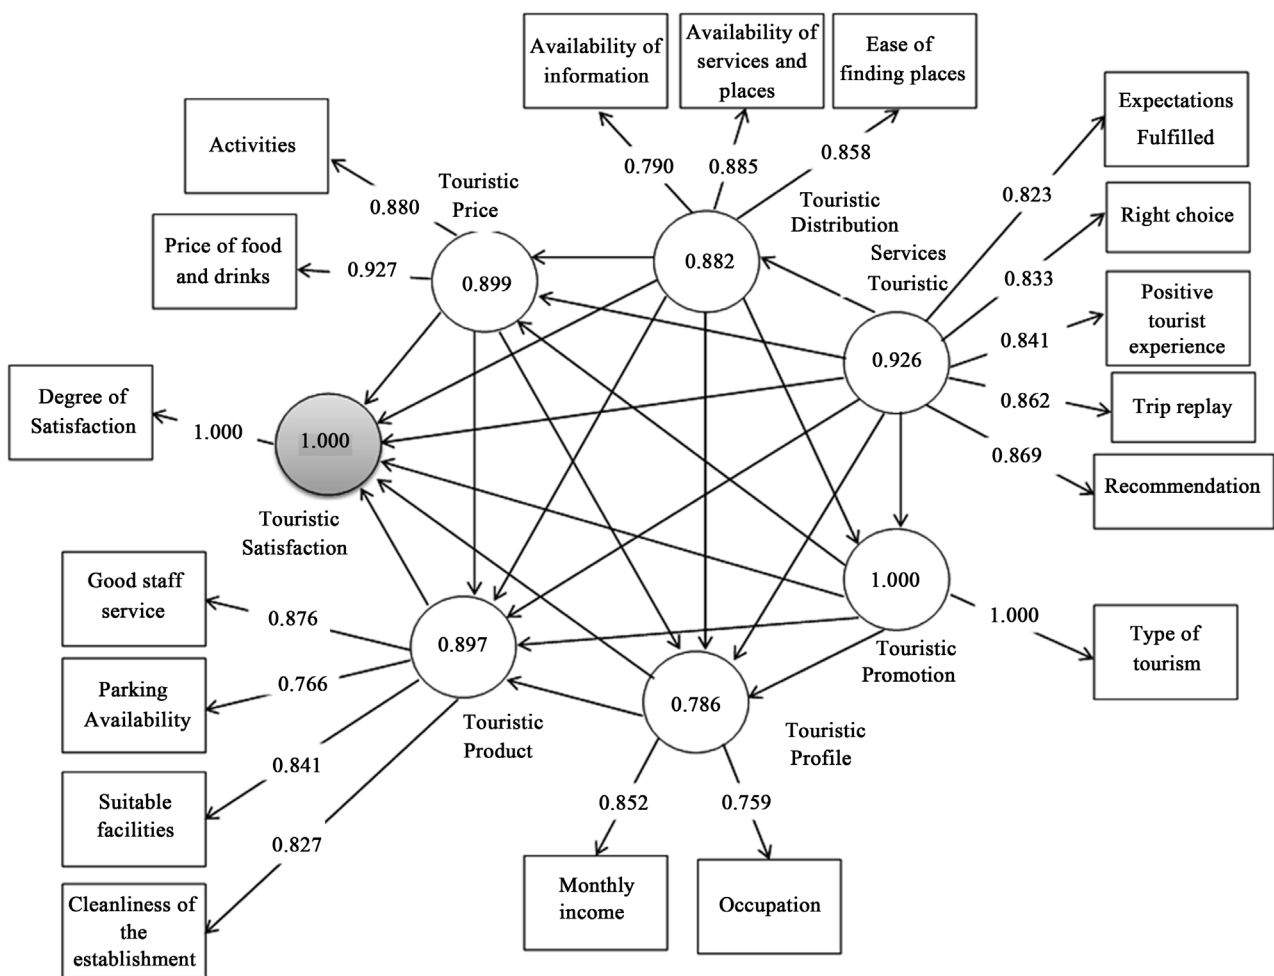 Availability of
information
Availability of
services and
places
Ease of
finding places
Expectations
Fulfilled
Activities
0.790
0.885
0.858
Touristic
Price
0.880
Touristic
Distribution
0.823
Right choice
Price of food
and drinks
0.927
0.899
0.882
Services
Touristic
0.833
Positive
tourist
experience
0.841
0.926
0.862
Trip replay
Degree of
Satisfaction
1.000
1.000
0.869
Recommendation
Touristic
Satisfaction
Good staff
service
0.876
1.000
1.000
Type of
tourism
Touristic
Promotion
0.897
Parking
Availability
0.766
0.786
Touristic
Product
Touristic
Profile
0.841
Suitable
facilities
0.852
0.759
0.827
Monthly
income
Occupation
Cleanliness of
the
establishment